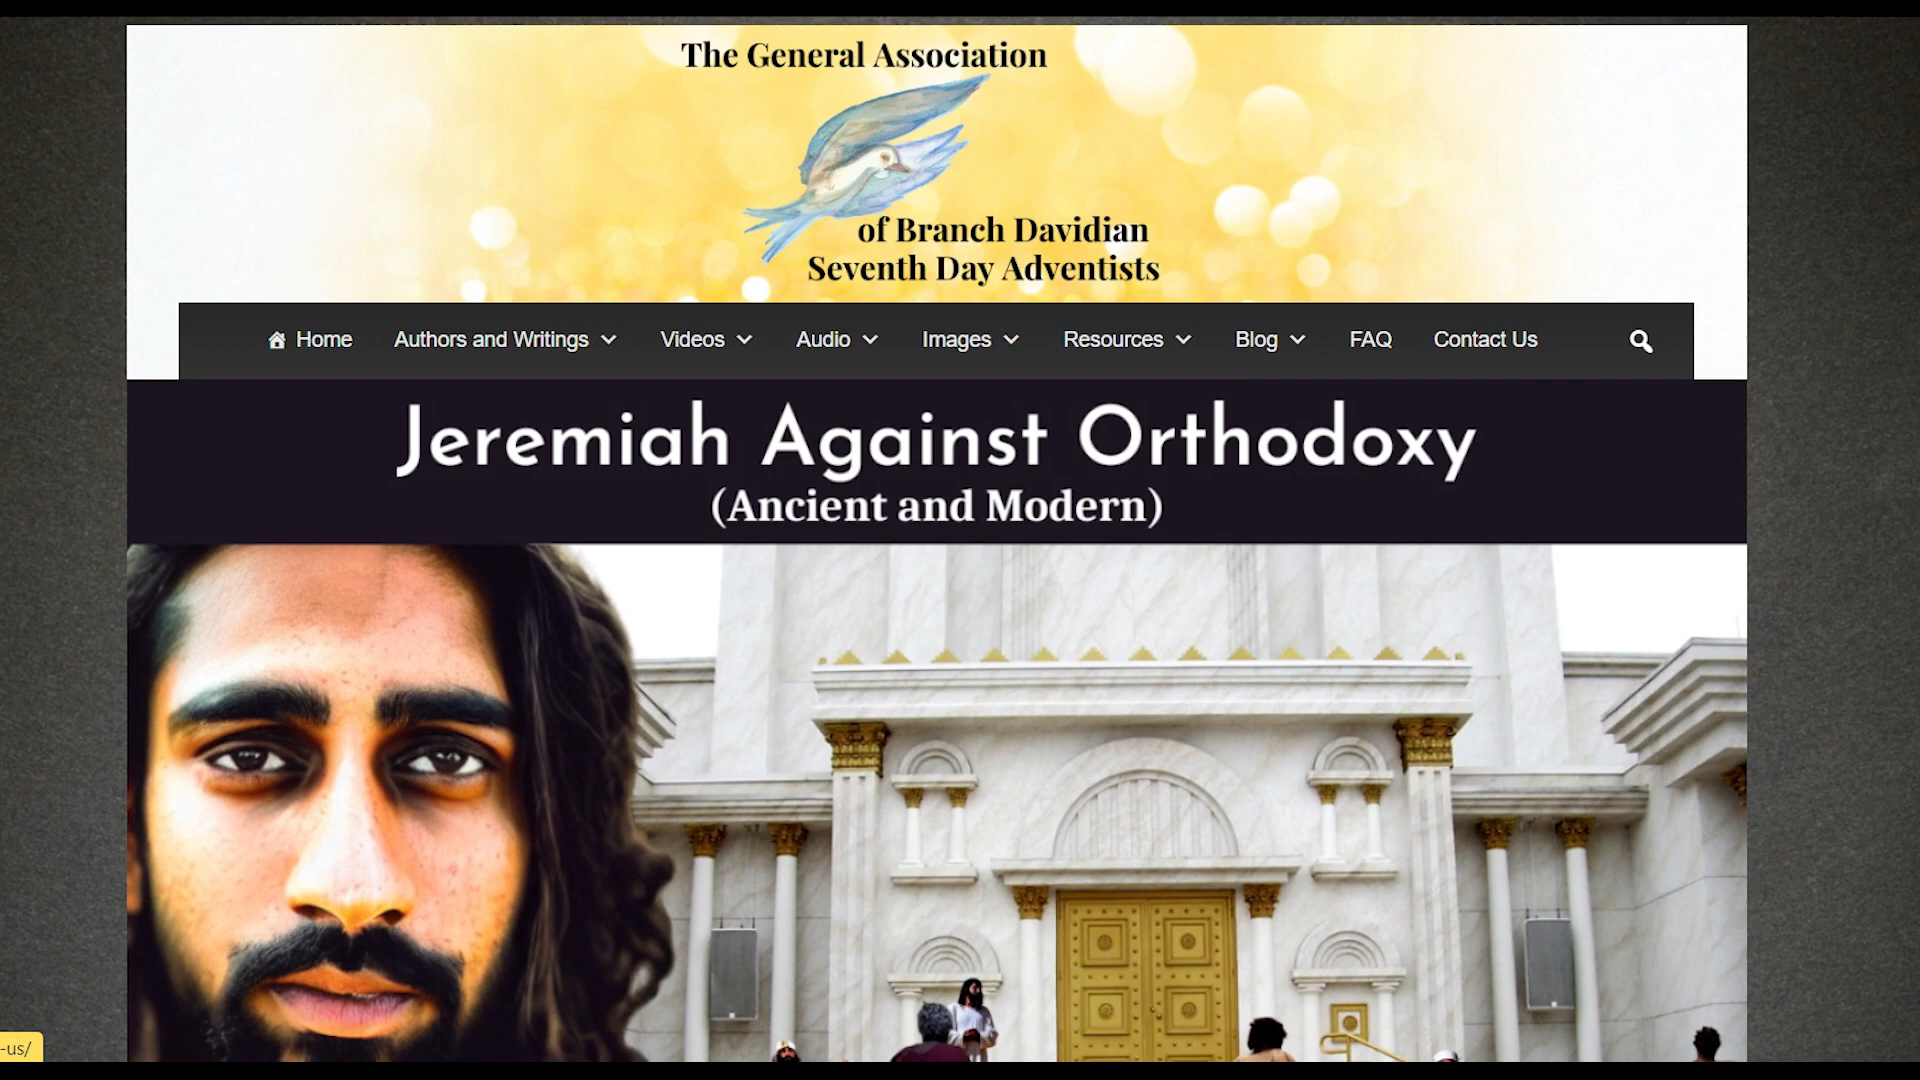 The General Association
of Branch Davidian
Seventh Day Adventists
Home Authors and Writings Videos Audio Images Resources Blog FAQ Contact Us
Jeremiah Against Orthodoxy
(Ancient and Modern)
-us/